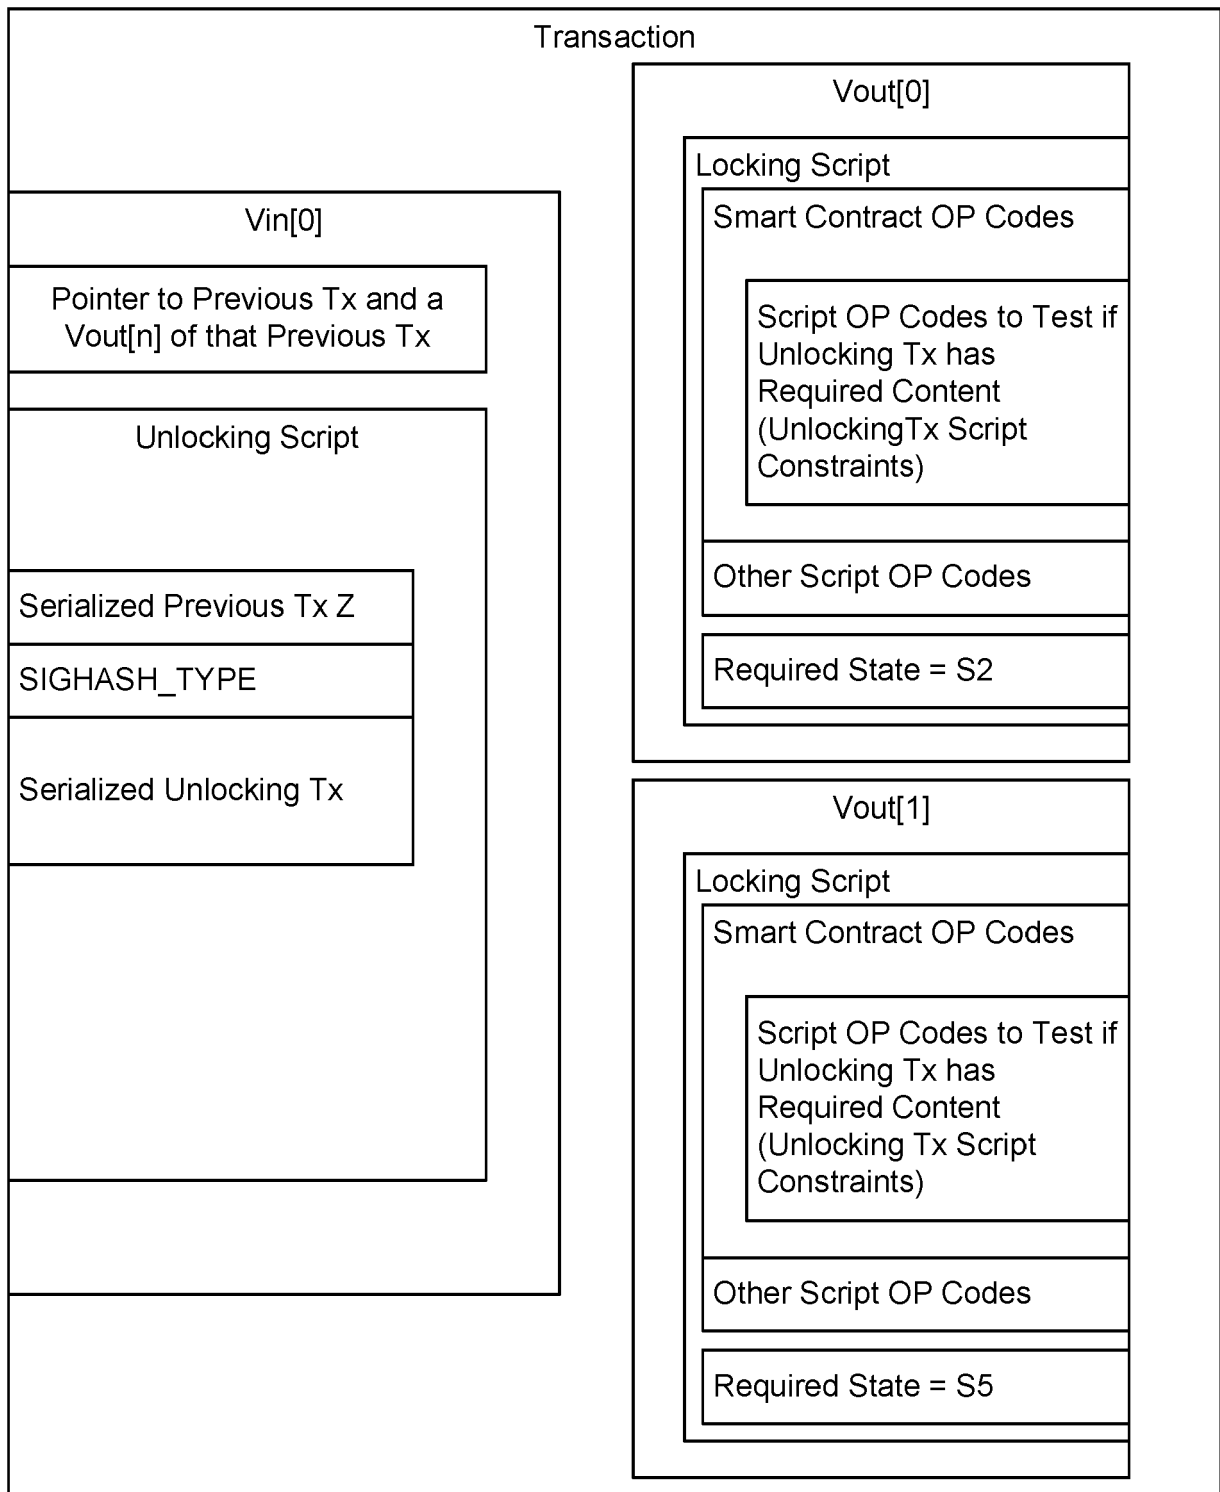 Transaction
Vin[0]
Pointer to Previous Tx and a
Vout[n] of that Previous Tx
Unlocking Script
Serialized Previous Tx Z
SIGHASH_TYPE
Serialized Unlocking Tx
Vout[0]
Locking Script
Smart Contract OP Codes
Script OP Codes to Test if
Unlocking Tx has
Required Content
(UnlockingTx Script
Constraints)
Other Script OP Codes
Required State = S2
Vout[1]
Locking Script
Smart Contract OP Codes
Script OP Codes to Test if
Unlocking Tx has
Required Content
(Unlocking Tx Script
Constraints)
Other Script OP Codes
Required State = S5